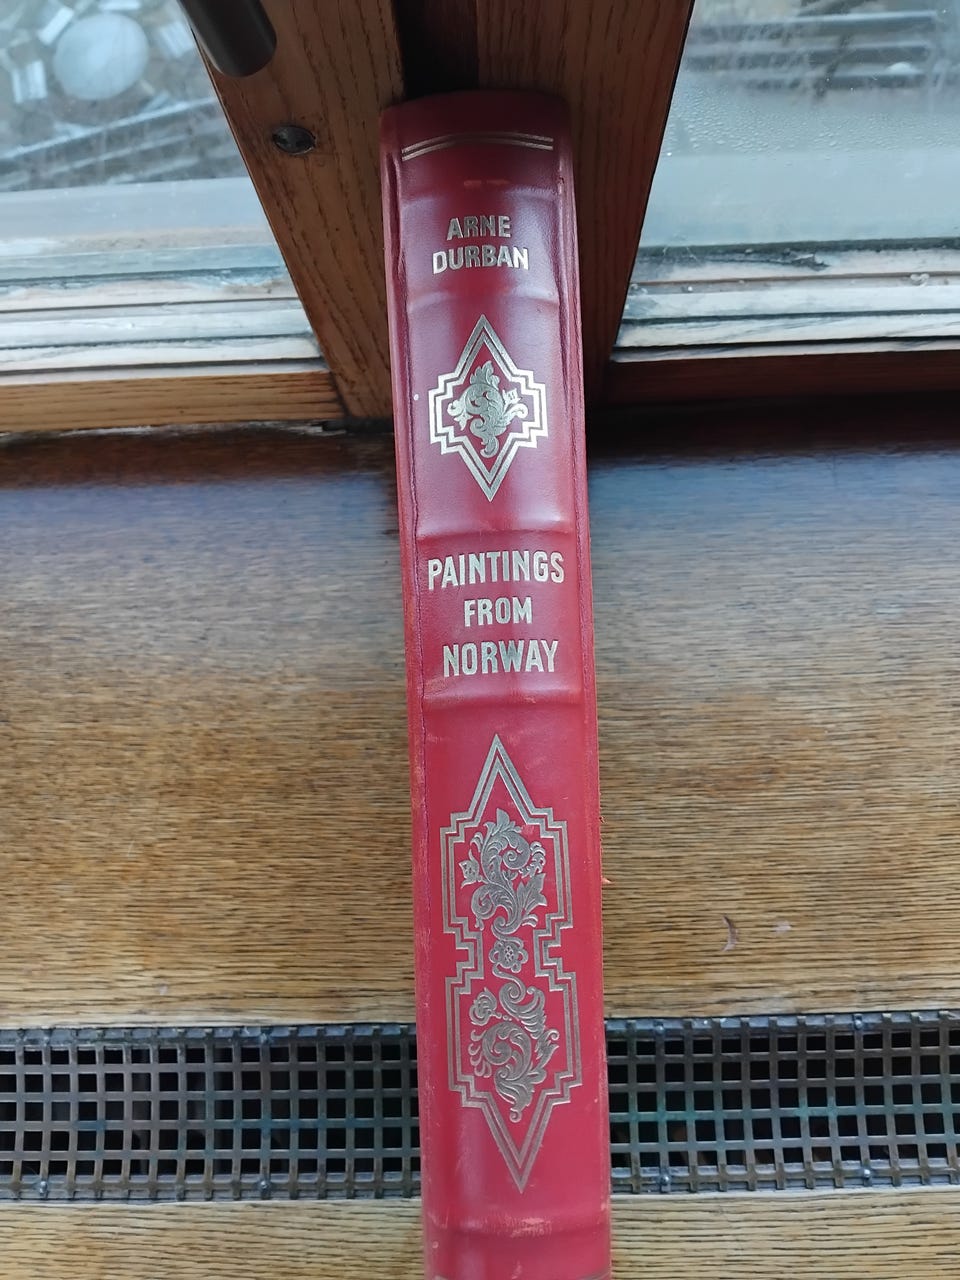 ARNE
DURBAN
PAINTINGS
FROM
NORWAY